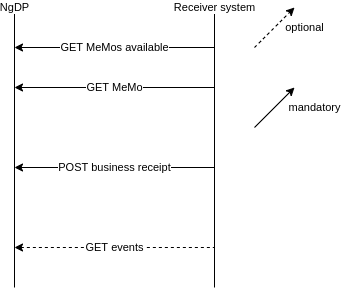 NgDP
Receiver system
optional
GET MeMos available
GET MeMo
mandatory
POST business receipt
GET events